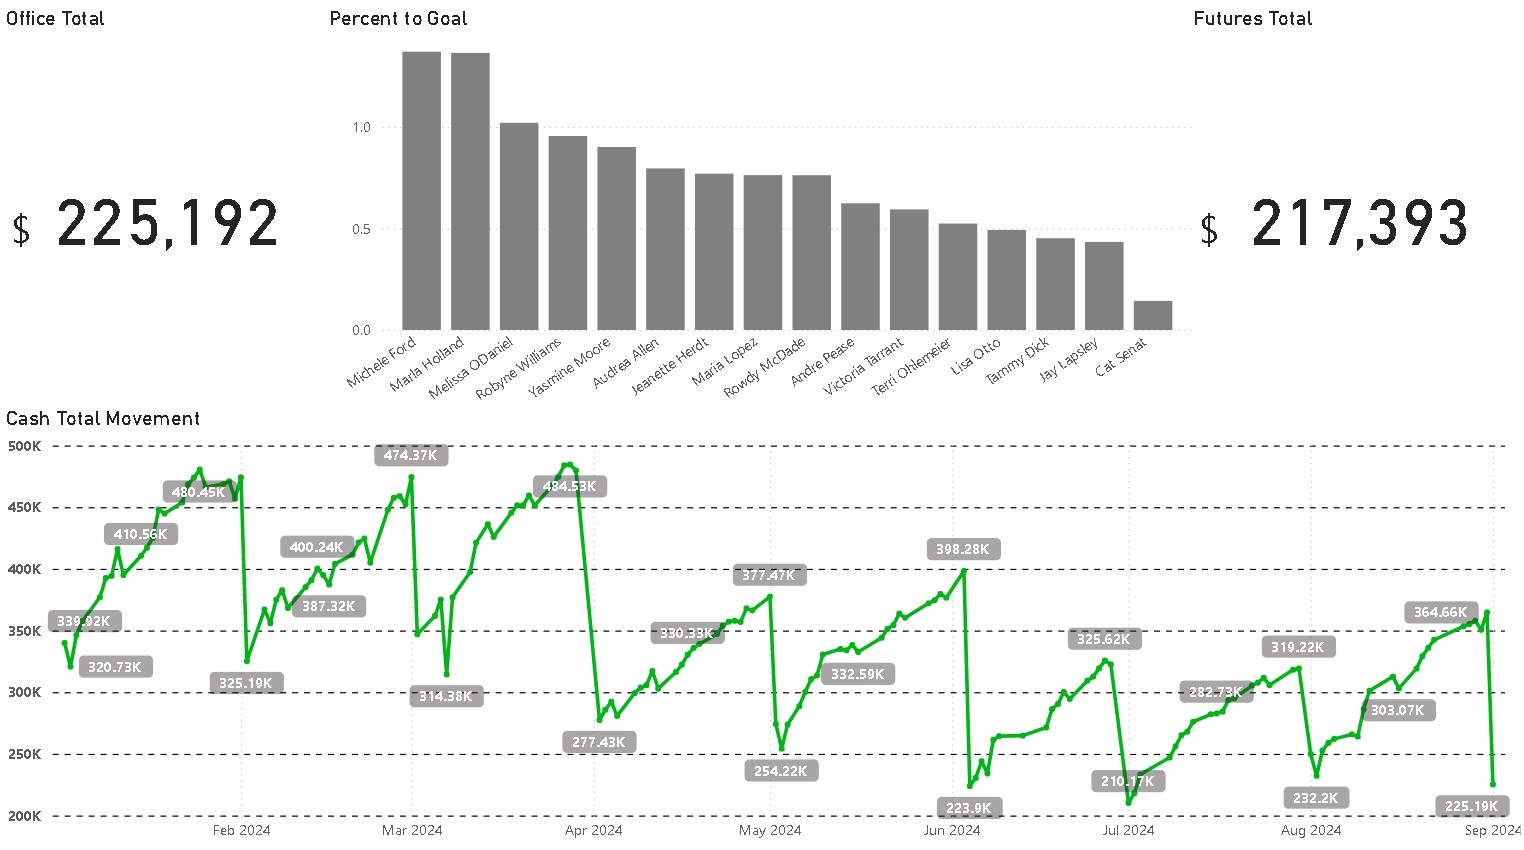 Office Total
Percent to Goal
Futures Total
1.0
0.5
0.0
$ 225,192
$ 217,393
Michele Ford
Marla Holland
Melissa ODaniel
Robyne Williams
Yasmine Moore
Audrea Allen
Jeanette Herdt
Maria Lopez
Rowdy McDade
Andre Pease
Victoria Tarrant
Terri Ohlemeier
Lisa Otto
Tammy Dick
Jay Lapsley
Cat Senat
Cash Total Movement
500K
450K
400K
350K
300K
250K
200K
339.92K
320.73K
410.56K
480.45K
325.19K
400.24K
387.32K
474.37K
314.38K
484.53K
277.43K
330.33K
377.47K
254.22K
332.59K
398.28K
223.9K
325.62K
210.17K
282.73K
319.22K
232.2K
303.07K
364.66K
225.19K
Feb 2024
Mar 2024
Apr 2024
May 2024
Jun 2024
Jul 2024
Aug 2024
Sep 2024